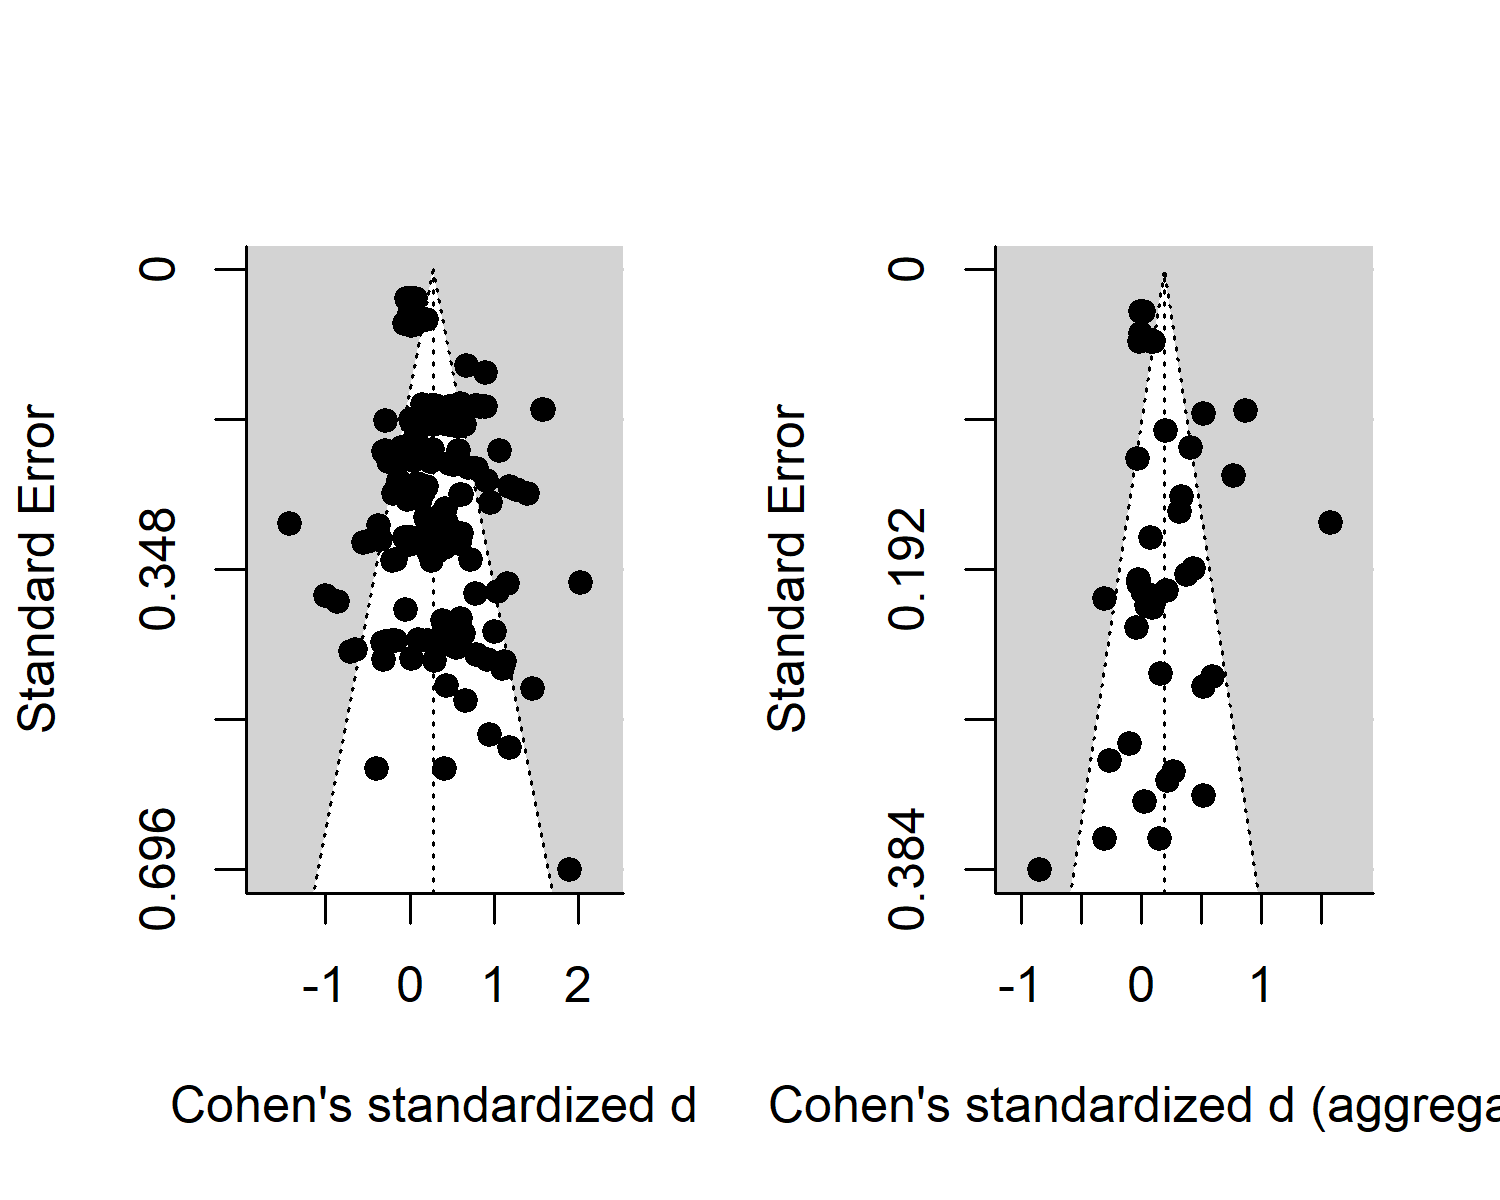 Standard Error
0
0.348
0.696
-1 0 1 2
Cohen's standardized d
Standard Error
0
0.192
0.384
-1 0 1
Cohen's standardized d (aggrega